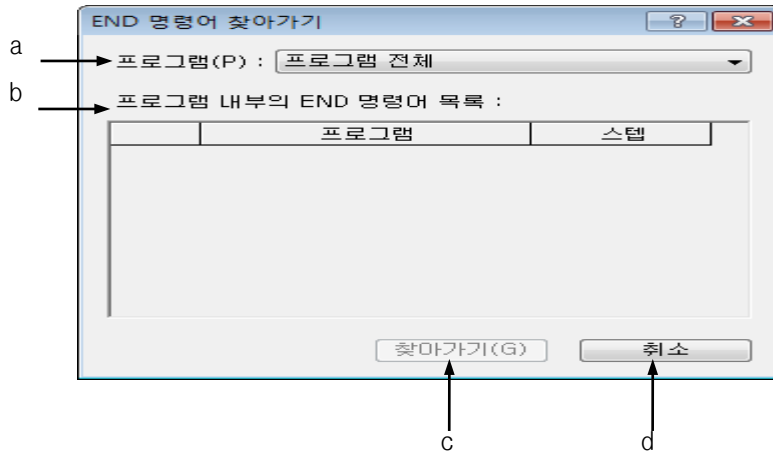 END 명령어 찾아가기
a
프로그램(P) : 프로그램 전체
b
프로그램 내부의 END 명령어 목록 :
프로그램 스텝
찾아가기(G) 취소
c d